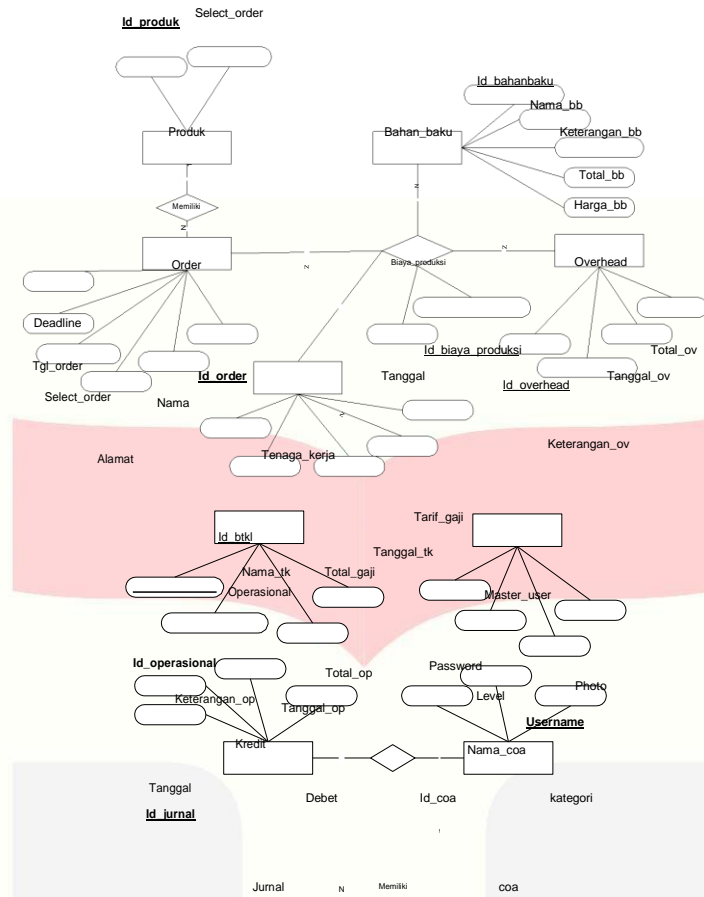 Select_order
Id_produk
Id_bahanbaku
Nama_bb
Produk
Bahan_baku
Keterangan_bb
Total_bb
Harga_bb
Memiliki
N
N
Order
Biaya_produksi
Overhead
N
N
Deadline
Tgl_order
Id_biaya_produksi
Total_ov
Id_order
Tanggal
Tanggal_ov
Select_order
Id_overhead
Nama
N
Keterangan_ov
Alamat
Tenaga_kerja
Tarif_gaji
Id_btkl
Tanggal_tk
Nama_tk
Total_gaji
Operasional
Master_user
Id_operasional
Total_op
Password
Keterangan_op
Tanggal_op
Level
Photo
Username
Kredit
Nama_coa
Tanggal
Debet
Id_coa
kategori
Id_jurnal
Jurnal
N
Memiliki
coa